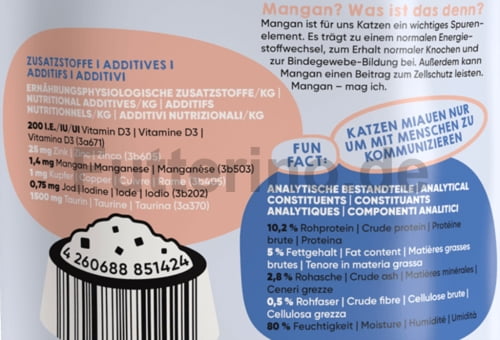 Mangan? Was ist das denn?
Mangan ist für uns Katzen ein wichtiges Spuren-
element. Es trägt zu einem normalen Energie-
stoffwechsel, zum Erhalt normaler Knochen und
zur Bindegewebe-Bildung bei. Außerdem kann
Mangan einen Beitrag zum Zellschutz leisten.
Mangan – mag ich.
ZUSATZSTOFFE I ADDITIVES I
ADDITIFS I ADDITIVI
ERNÄHRUNGSPHYSIOLOGISCHE ZUSATZSTOFFE/KG |
NUTRITIONAL ADDITIVES/KG | ADDITIFS
NUTRITIONNELS/KG | ADDITIVI NUTRIZIONALI/KG
200 I.E./IU/UI Vitamin D3 | Vitamine D3 |
Vitamina D3 (3a671)
25 mg Zink | Zinc | Zinco (3b605)
1,4 mg Mangan | Manganese | Manganèse (3b503)
1 mg Kupfer | Copper | Cuivre | Rame (3b405)
0,75 mg Jod | Iodine | Iode | Iodio (3b202)
1500 mg Taurin | Taurine | Taurina (3a370)
4 260688 851424
FUN
FACT:
KATZEN MIAUEN NUR
UM MIT MENSCHEN ZU
KOMMUNIZIEREN
ANALYTISCHE BESTANDTEILE | ANALYTICAL
CONSTITUENTS | CONSTITUANTS
ANALYTIQUES | COMPONENTI ANALITICI
10,2 % Rohprotein | Crude protein | Protéine
brute | Proteina
5 % Fettgehalt | Fat content | Matières grasses
brutes | Tenore in materia grassa
2,8 % Rohasche | Crude ash | Matières minérales |
Ceneri grezze
0,5 % Rohfaser | Crude fibre | Cellulose brute |
Cellulosa grezza
80 % Feuchtigkeit | Moisture | Humidité | Umidità